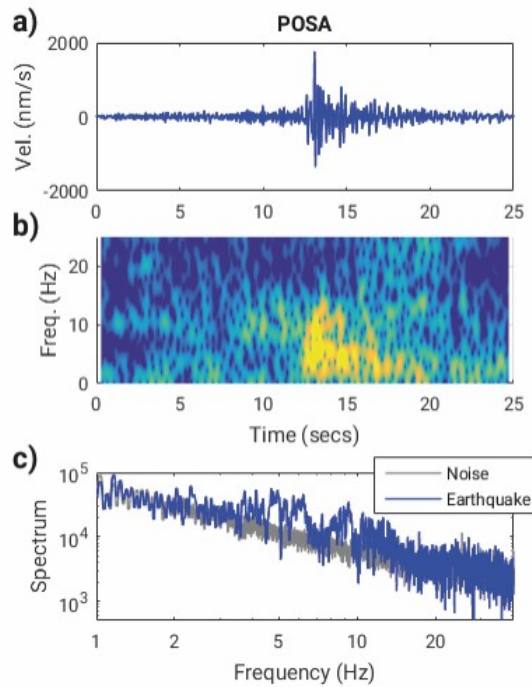 a) POSA
2000
0
-2000
Vel. (nm/s)
0 5 10 15 20 25
b)
20
10
0
Freq. (Hz)
0 5 10 15 20 25
Time (secs)
c)
10^5
10^4
10^3
Spectrum
Noise
Earthquake
1 2 5 10 20
Frequency (Hz)